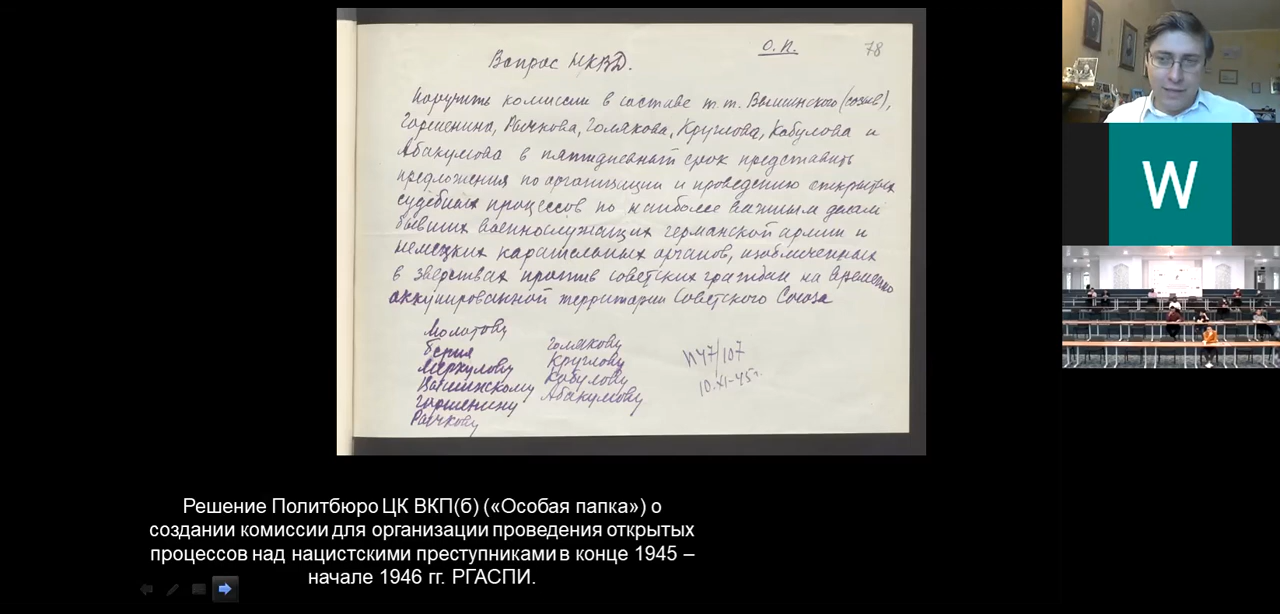 О.П.
78
Вопрос НКВД.
Поручить комиссии в составе т.т. Вышинского (созыв),
Горшенина, Рычкова, Голякова, Круглова, Кобулова и
Абакумова в пятидневный срок представить
предложения по организации и проведению открытых
судебных процессов по наиболее важным делам
бывших военнослужащих германской армии и
немецких карательных органов, изобличенных
в зверствах против советских граждан на временно
оккупированной территории Советского Союза
Молотову
Берия
Меркулову
Вышинскому
Горшенину
Рычкову
Голякову
Круглову
Кобулову
Абакумову
П47/107
10.XI-45г.
Решение Политбюро ЦК ВКП(б) («Особая папка») о
создании комиссии для организации проведения открытых
процессов над нацистскими преступниками в конце 1945 –
начале 1946 гг. РГАСПИ.
W